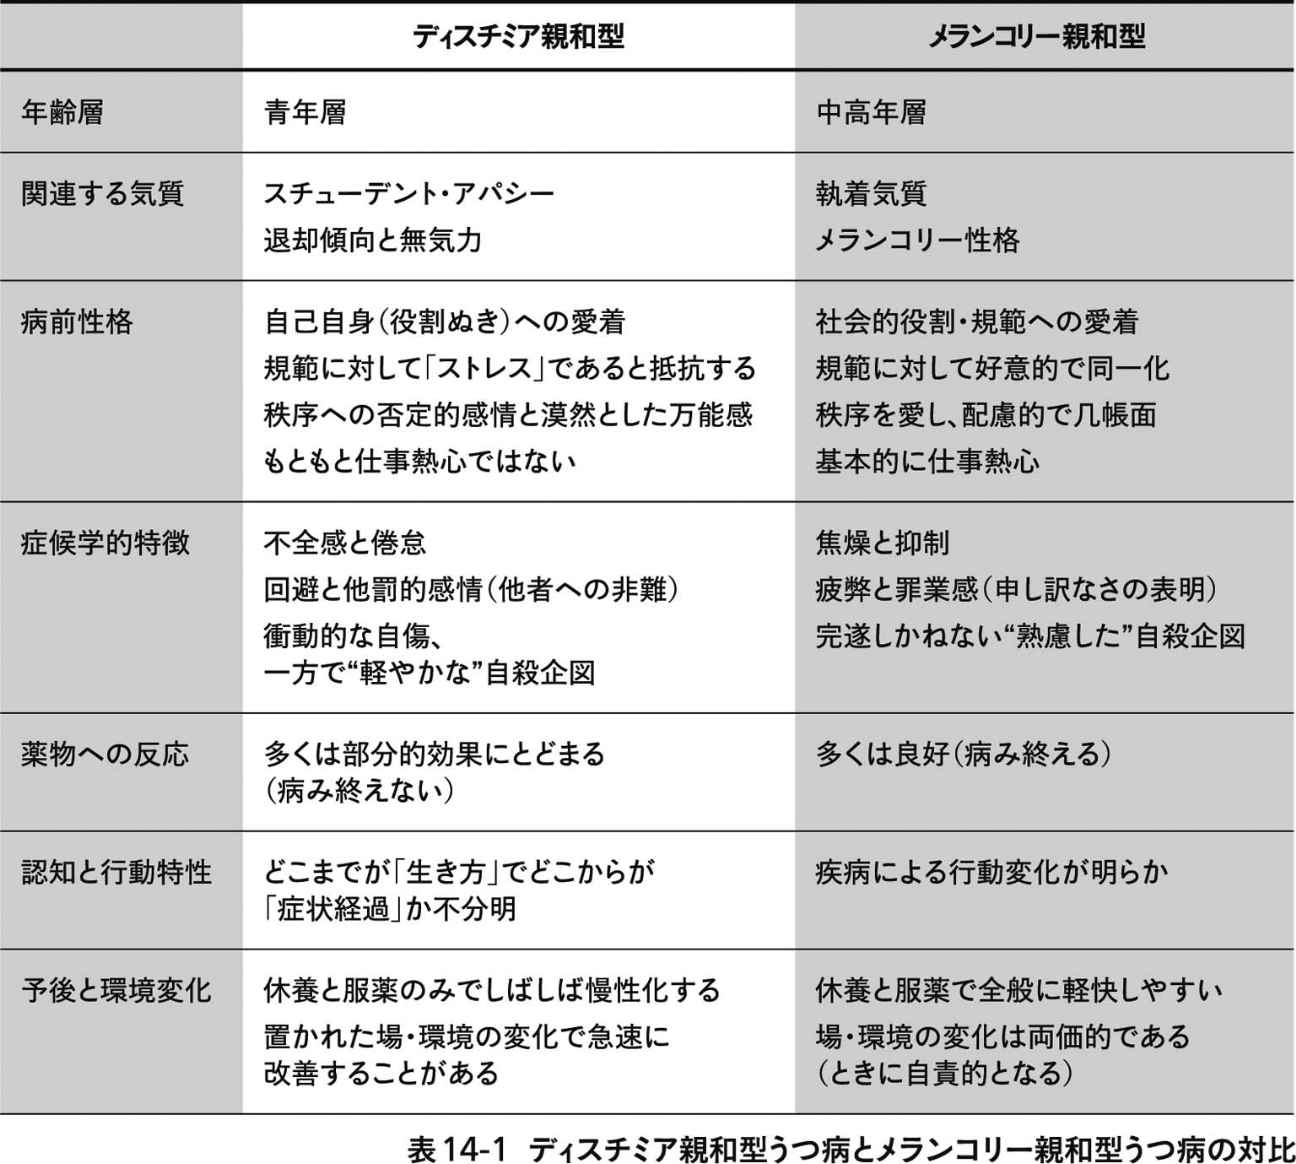 ディスチミア親和型 メランコリー親和型
年齢層 青年層 中高年層
関連する気質 スチューデント・アパシー 執着気質
退却傾向と無気力 メランコリー性格
病前性格 自己自身(役割ぬき)への愛着 社会的役割・規範への愛着
規範に対して「ストレス」であると抵抗する 規範に対して好意的で同一化
秩序への否定的感情と漠然とした万能感 秩序を愛し、配慮的で几帳面
もともと仕事熱心ではない 基本的に仕事熱心
症候学的特徴 不全感と倦怠 焦燥と抑制
回避と他罰的感情(他者への非難) 疲弊と罪業感(申し訳なさの表明)
衝動的な自傷、 完遂しかねない“熟慮した”自殺企図
一方で“軽やかな”自殺企図
薬物への反応 多くは部分的効果にとどまる 多くは良好(病み終える)
(病み終えない)
認知と行動特性 どこまでが「生き方」でどこからが 疾病による行動変化が明らか
「症状経過」か不分明
予後と環境変化 休養と服薬のみでしばしば慢性化する 休養と服薬で全般に軽快しやすい
置かれた場・環境の変化で急速に 場・環境の変化は両価的である
改善することがある (ときに自責的となる)
表14-1 ディスチミア親和型うつ病とメランコリー親和型うつ病の対比